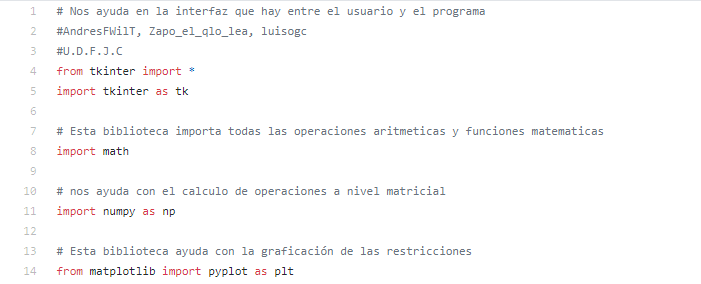 1 # Nos ayuda en la interfaz que hay entre el usuario y el programa
2 #AndresFWilT, Zapo_el_qlo_lea, luisogc
3 #U.D.F.J.C
4 from tkinter import *
5 import tkinter as tk
6
7 # Esta biblioteca importa todas las operaciones aritmeticas y funciones matematicas
8 import math
9
10 # nos ayuda con el calculo de operaciones a nivel matricial
11 import numpy as np
12
13 # Esta biblioteca ayuda con la graficación de las restricciones
14 from matplotlib import pyplot as plt